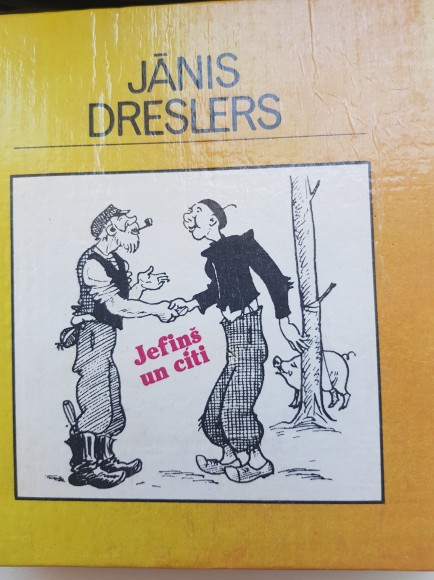 JĀNIS
DRESLERS
Jefiņš
un citi